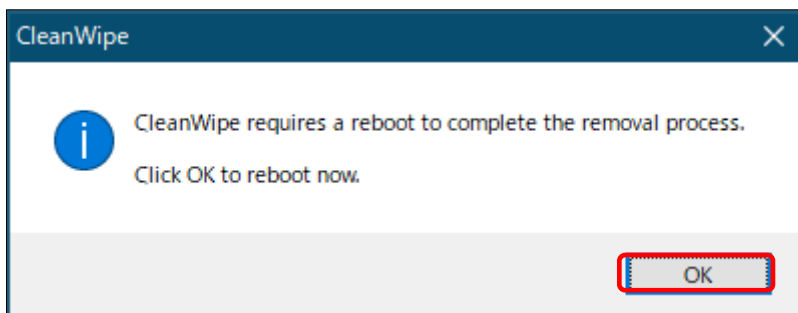 CleanWipe
CleanWipe requires a reboot to complete the removal process.
Click OK to reboot now.
OK